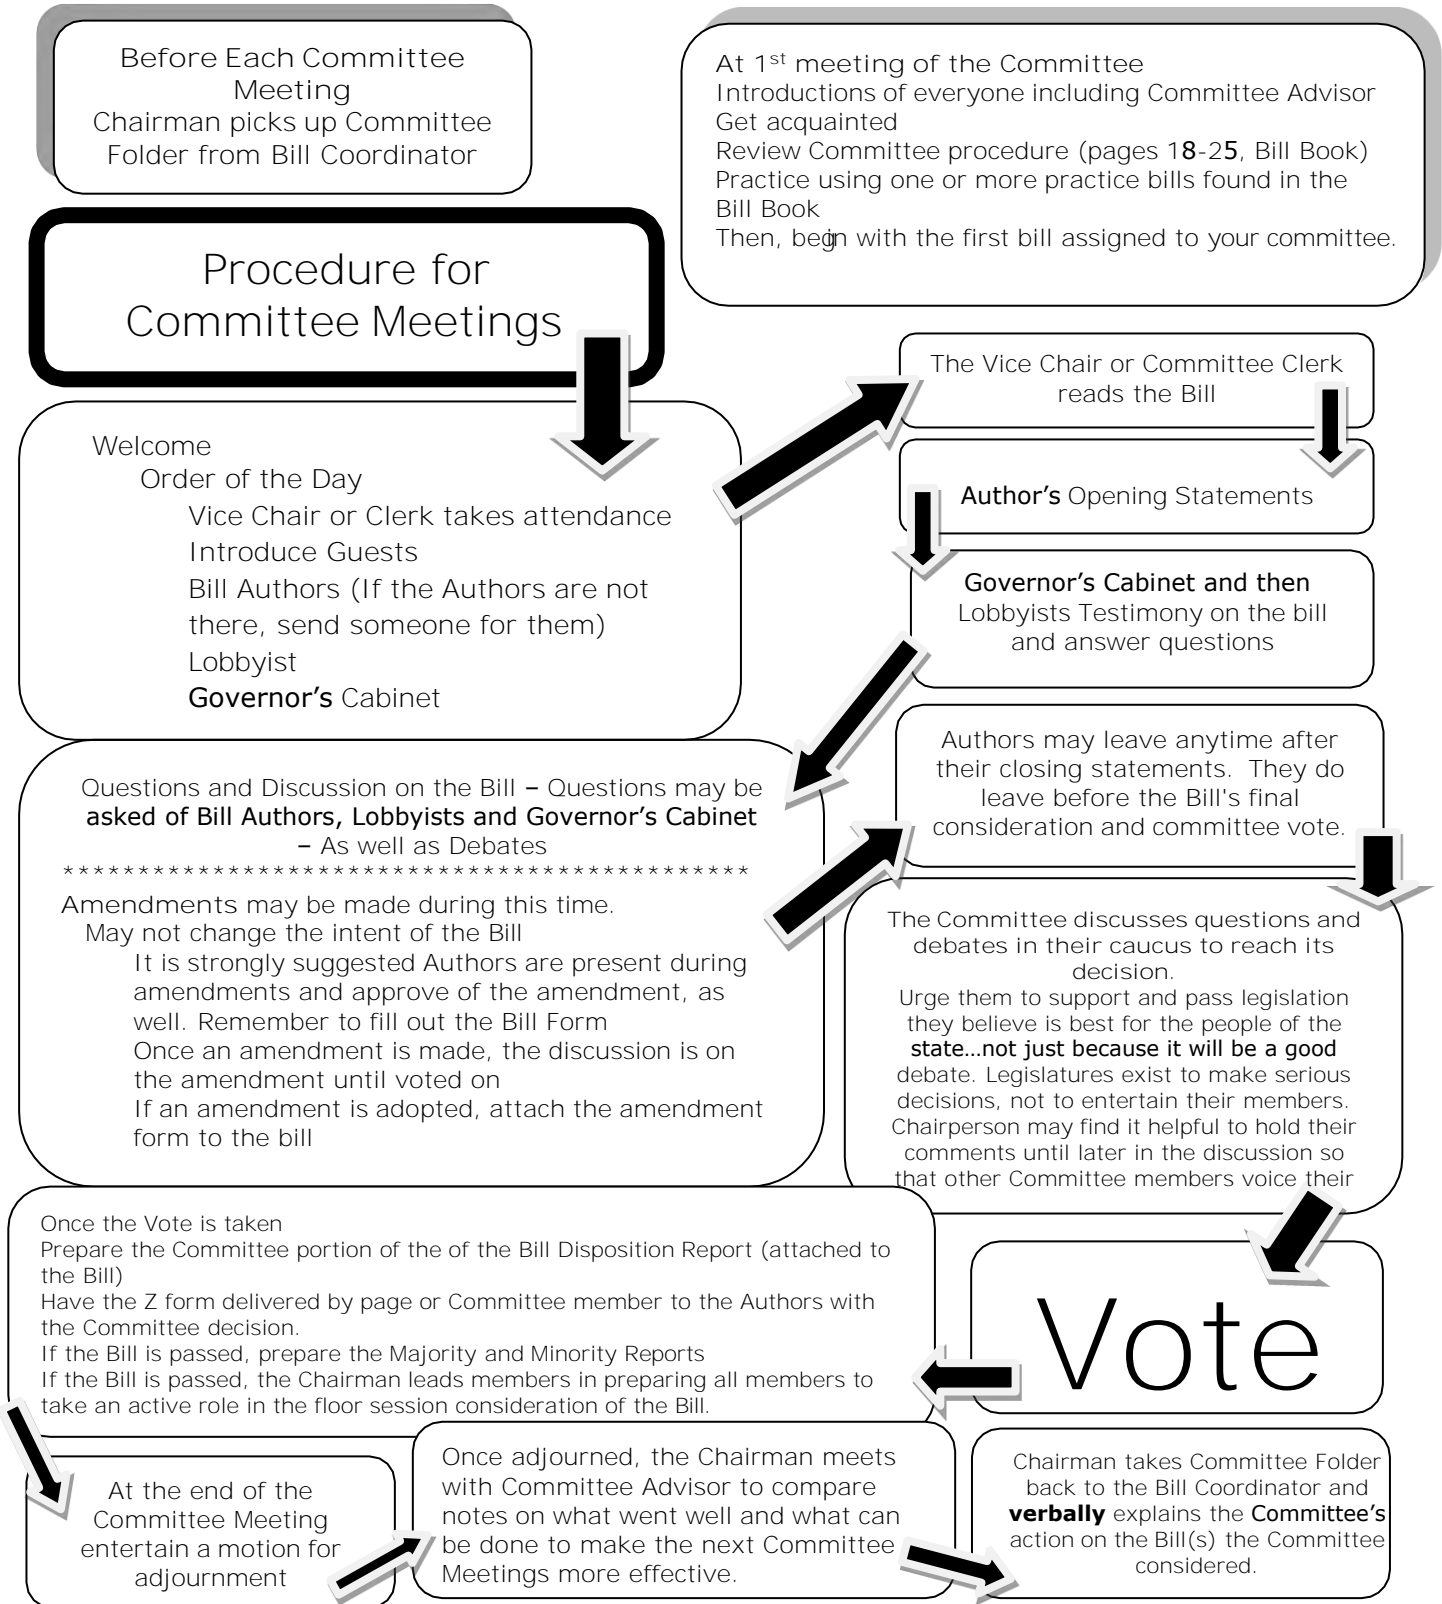 Before Each Committee
Meeting
Chairman picks up Committee
Folder from Bill Coordinator
At 1st meeting of the Committee
Introductions of everyone including Committee Advisor
Get acquainted
Review Committee procedure (pages 18-25, Bill Book)
Practice using one or more practice bills found in the
Bill Book
Then, begin with the first bill assigned to your committee.
Procedure for
Committee Meetings
Welcome
Order of the Day
Vice Chair or Clerk takes attendance
Introduce Guests
Bill Authors (If the Authors are not
there, send someone for them)
Lobbyist
Governor’s Cabinet
The Vice Chair or Committee Clerk
reads the Bill
Author’s Opening Statements
Governor’s Cabinet and then
Lobbyists Testimony on the bill
and answer questions
Questions and Discussion on the Bill – Questions may be
asked of Bill Authors, Lobbyists and Governor’s Cabinet
– As well as Debates
**********************************************
Amendments may be made during this time.
May not change the intent of the Bill
It is strongly suggested Authors are present during
amendments and approve of the amendment, as
well. Remember to fill out the Bill Form
Once an amendment is made, the discussion is on
the amendment until voted on
If an amendment is adopted, attach the amendment
form to the bill
Authors may leave anytime after
their closing statements. They do
leave before the Bill's final
consideration and committee vote.
The Committee discusses questions and
debates in their caucus to reach its
decision.
Urge them to support and pass legislation
they believe is best for the people of the
state…not just because it will be a good
debate. Legislatures exist to make serious
decisions, not to entertain their members.
Chairperson may find it helpful to hold their
comments until later in the discussion so
that other Committee members voice their
Vote
Once the Vote is taken
Prepare the Committee portion of the of the Bill Disposition Report (attached to
the Bill)
Have the Z form delivered by page or Committee member to the Authors with
the Committee decision.
If the Bill is passed, prepare the Majority and Minority Reports
If the Bill is passed, the Chairman leads members in preparing all members to
take an active role in the floor session consideration of the Bill.
At the end of the
Committee Meeting
entertain a motion for
adjournment
Once adjourned, the Chairman meets
with Committee Advisor to compare
notes on what went well and what can
be done to make the next Committee
Meetings more effective.
Chairman takes Committee Folder
back to the Bill Coordinator and
verbally explains the Committee’s
action on the Bill(s) the Committee
considered.